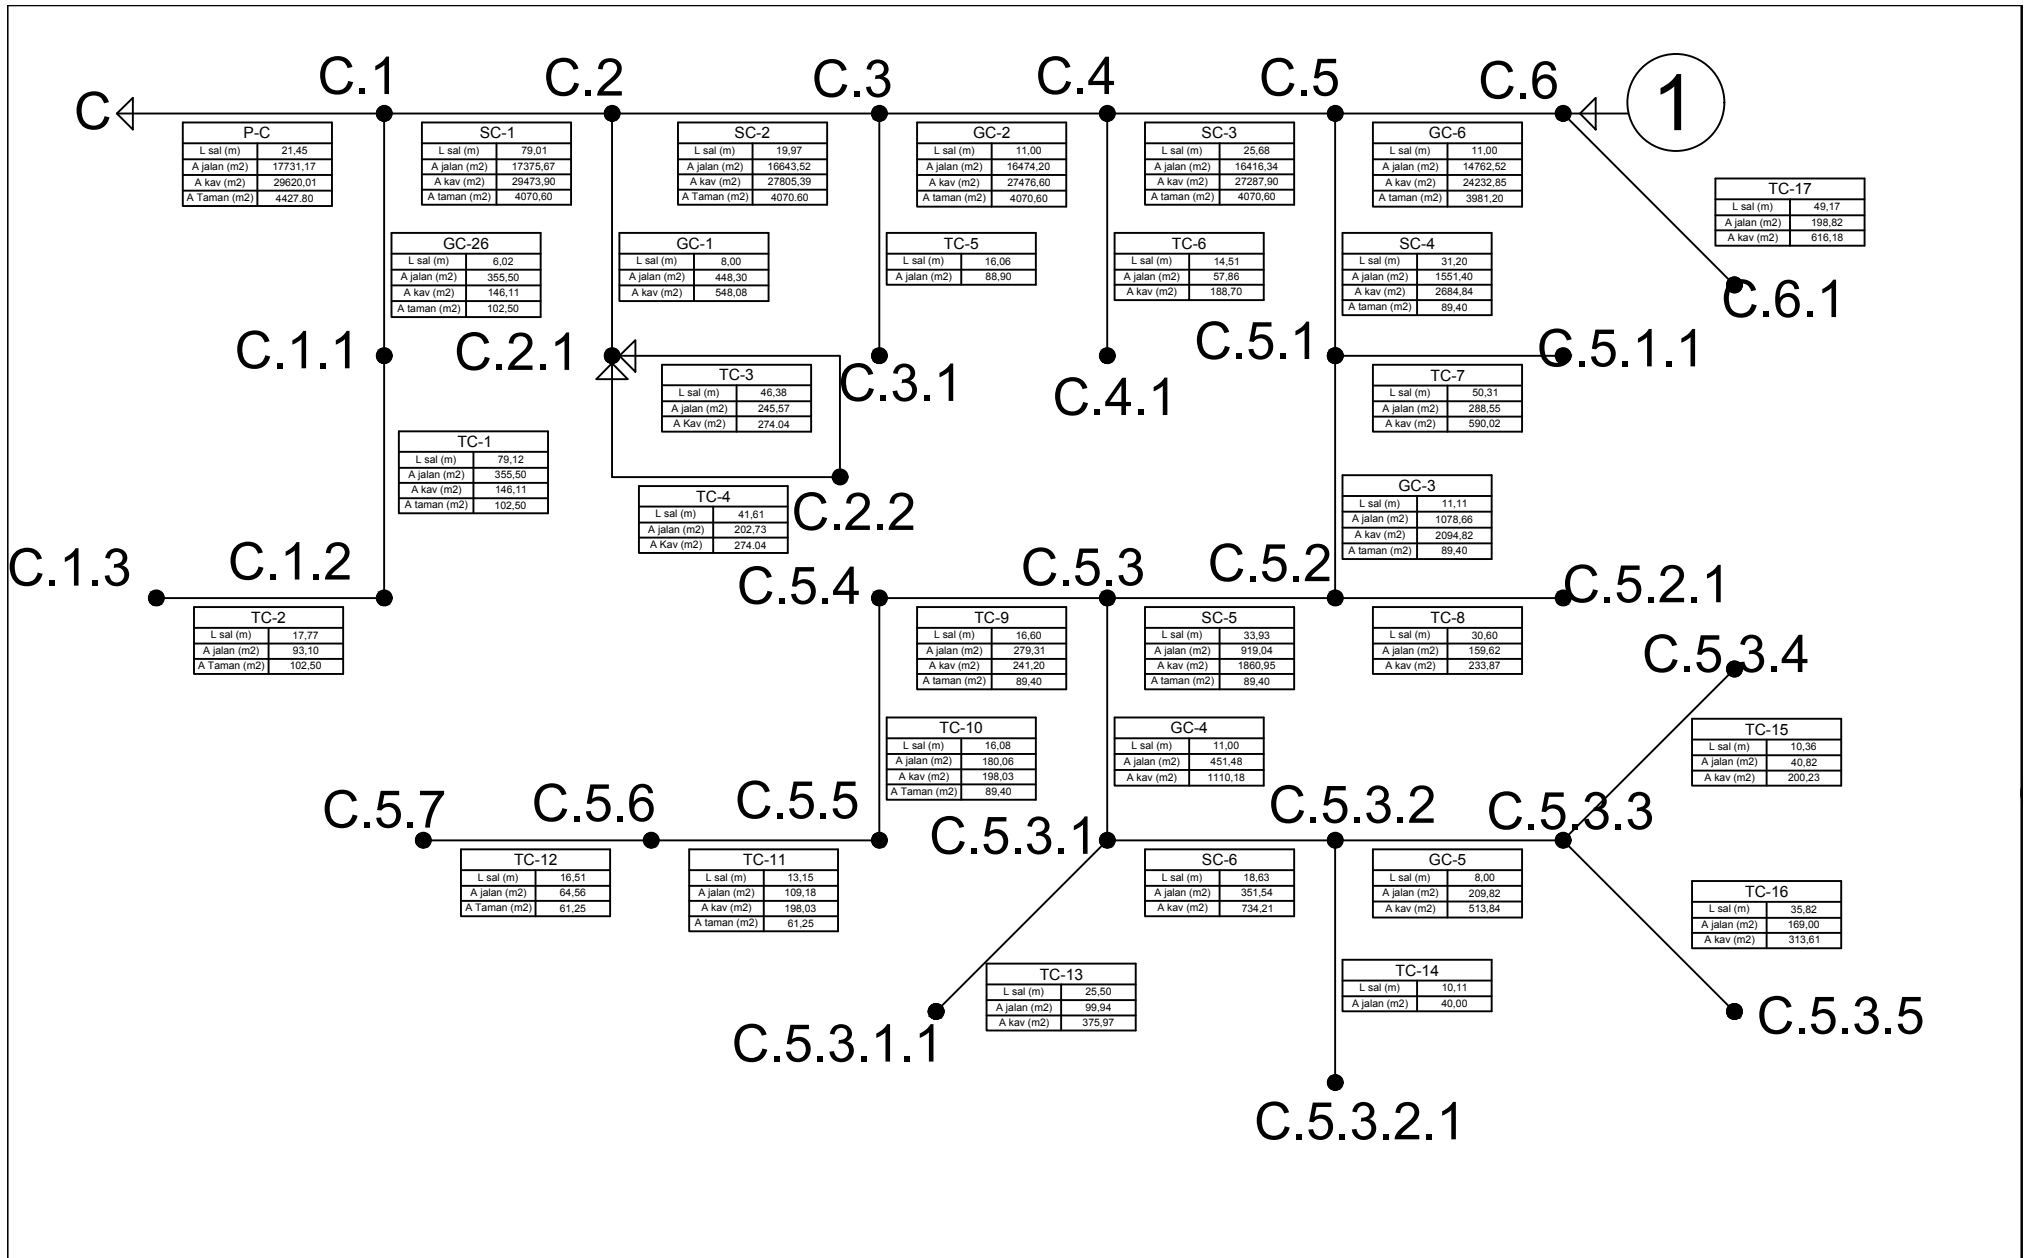 C
C.1
C.2
C.3
C.4
C.5
C.6
1
P-C
L sal (m) 21,45
A jalan (m2) 17731,17
A kav (m2) 29620,01
A Taman (m2) 4427.80
SC-1
L sal (m) 79,01
A jalan (m2) 17375,67
A kav (m2) 29473,90
A taman (m2) 4070,60
SC-2
L sal (m) 19,97
A jalan (m2) 16643,52
A kav (m2) 27805,39
A Taman (m2) 4070.60
GC-2
L sal (m) 11,00
A jalan (m2) 16474,20
A kav (m2) 27476,60
A taman (m2) 4070,60
SC-3
L sal (m) 25,68
A jalan (m2) 16416,34
A kav (m2) 27287,90
A taman (m2) 4070,60
GC-6
L sal (m) 11,00
A jalan (m2) 14762,52
A kav (m2) 24232,85
A taman (m2) 3981,20
TC-17
L sal (m) 49,17
A jalan (m2) 198,82
A kav (m2) 616,18
GC-26
L sal (m) 6,02
A jalan (m2) 355,50
A kav (m2) 146,11
A taman (m2) 102,50
GC-1
L sal (m) 8,00
A jalan (m2) 448,30
A kav (m2) 548,08
TC-5
L sal (m) 16,06
A jalan (m2) 88,90
TC-6
L sal (m) 14,51
A jalan (m2) 57,86
A kav (m2) 188,70
SC-4
L sal (m) 31,20
A jalan (m2) 1551,40
A kav (m2) 2684,84
A taman (m2) 89,40
C.6.1
C.1.1
C.2.1
C.3.1
C.4.1
C.5.1
C.5.1.1
TC-3
L sal (m) 46,38
A jalan (m2) 245,57
A Kav (m2) 274.04
TC-7
L sal (m) 50,31
A jalan (m2) 288,55
A kav (m2) 590,02
TC-1
L sal (m) 79,12
A jalan (m2) 355,50
A kav (m2) 146,11
A taman (m2) 102,50
TC-4
L sal (m) 41,61
A jalan (m2) 202,73
A Kav (m2) 274.04
C.2.2
GC-3
L sal (m) 11,11
A jalan (m2) 1078,66
A kav (m2) 2094,82
A taman (m2) 89,40
C.1.3
C.1.2
C.5.4
C.5.3
C.5.2
C.5.2.1
TC-2
L sal (m) 17,77
A jalan (m2) 93,10
A Taman (m2) 102,50
TC-9
L sal (m) 16,60
A jalan (m2) 279,31
A kav (m2) 241,20
A taman (m2) 89,40
SC-5
L sal (m) 33,93
A jalan (m2) 919,04
A kav (m2) 1860,95
A taman (m2) 89,40
TC-8
L sal (m) 30,60
A jalan (m2) 159,62
A kav (m2) 233,87
C.5.3.4
TC-10
L sal (m) 16,08
A jalan (m2) 180,06
A kav (m2) 198,03
A Taman (m2) 89,40
GC-4
L sal (m) 11,00
A jalan (m2) 451,48
A kav (m2) 1110,18
TC-15
L sal (m) 10,36
A jalan (m2) 40,82
A kav (m2) 200,23
C.5.7
C.5.6
C.5.5
C.5.3.1
C.5.3.2
C.5.3.3
TC-12
L sal (m) 16,51
A jalan (m2) 64,56
A Taman (m2) 61,25
TC-11
L sal (m) 13,15
A jalan (m2) 109,18
A kav (m2) 198,03
A taman (m2) 61,25
SC-6
L sal (m) 18,63
A jalan (m2) 351,54
A kav (m2) 734,21
GC-5
L sal (m) 8,00
A jalan (m2) 209,82
A kav (m2) 513,84
TC-16
L sal (m) 35,82
A jalan (m2) 169,00
A kav (m2) 313,61
TC-13
L sal (m) 25,50
A jalan (m2) 99,94
A kav (m2) 375,97
TC-14
L sal (m) 10,11
A jalan (m2) 40,00
C.5.3.1.1
C.5.3.5
C.5.3.2.1